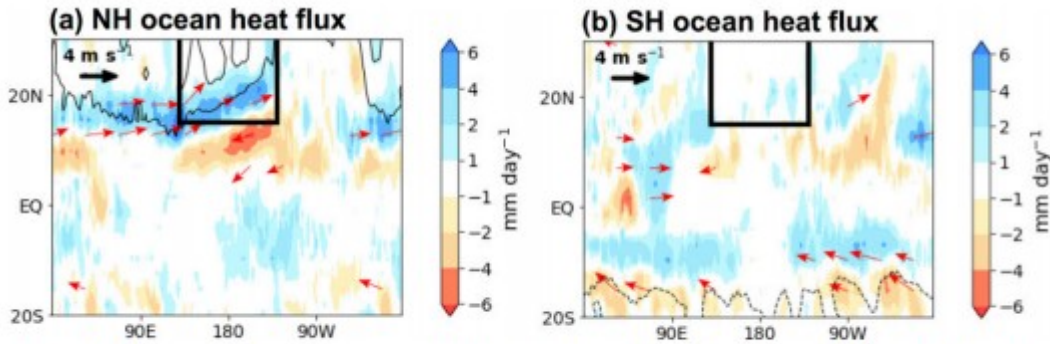 (a) NH ocean heat flux
4 m s⁻¹
20N
EQ
20S
90E
180
90W
6
4
2
1
−1
−2
−4
−6
mm day⁻¹
(b) SH ocean heat flux
4 m s⁻¹
20N
EQ
20S
90E
180
90W
6
4
2
1
−1
−2
−4
−6
mm day⁻¹